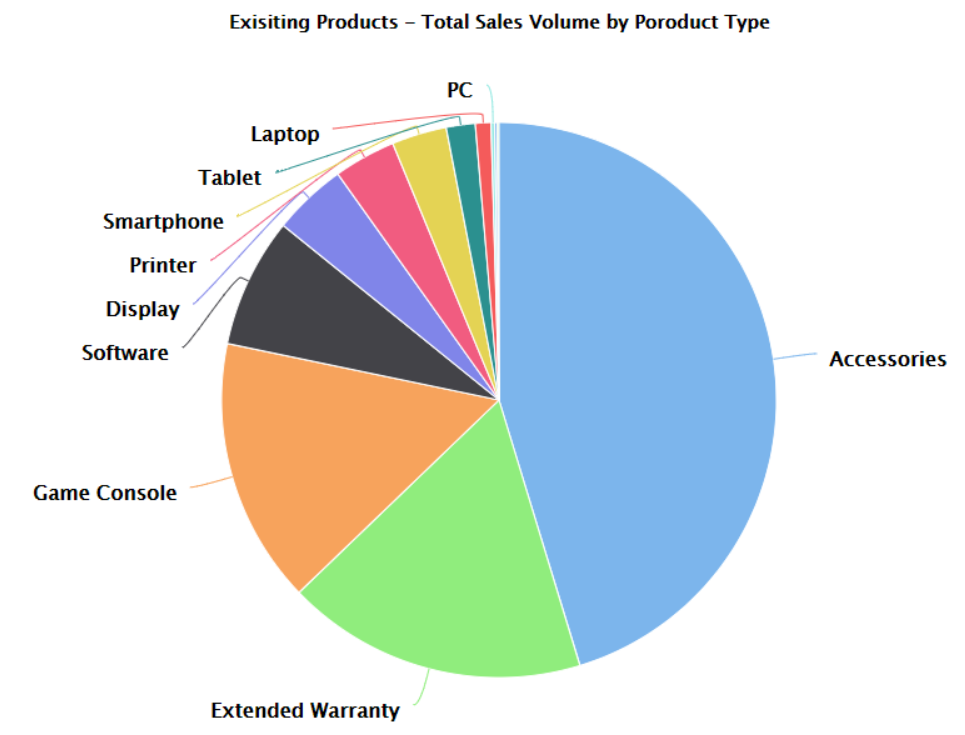 Exisiting Products – Total Sales Volume by Poroduct Type
PC
Laptop
Tablet
Smartphone
Printer
Display
Software
Accessories
Game Console
Extended Warranty